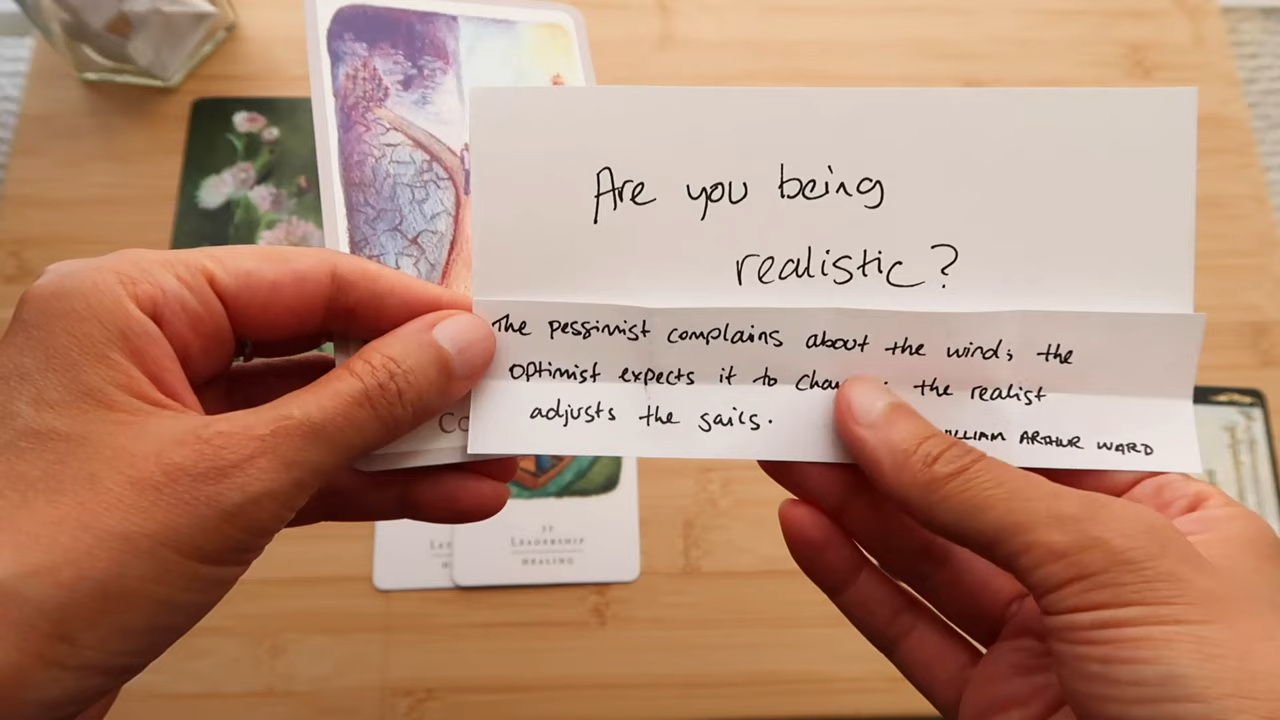 Are you being
realistic?
The pessimist complains about the wind; the
optimist expects it to the realist
adjusts the sails.
ARTHUR WARD
LEADERSHIP
HEALING